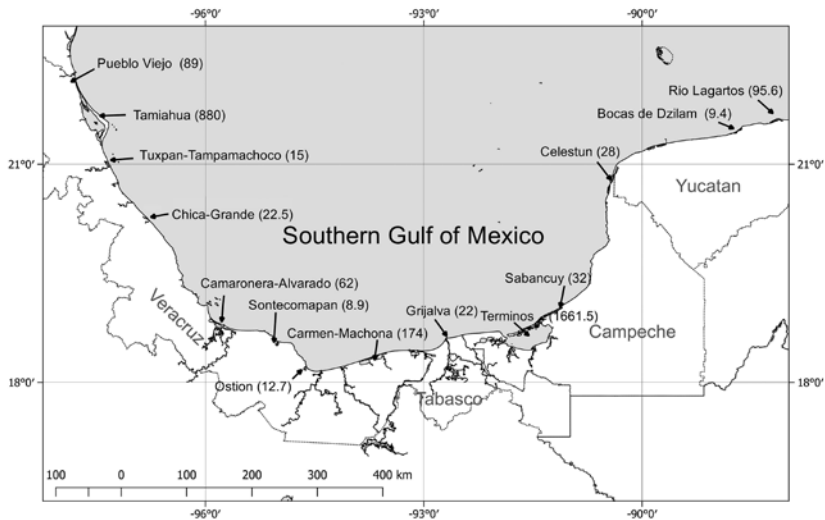 -96°0'
-93°0'
-90°0'
Pueblo Viejo (89)
Rio Lagartos (95.6)
Tamiahua (880)
Bocas de Dzilam (9.4)
21°0'
Tuxpan-Tampamachoco (15)
Celestun (28)
21°0'
Yucatan
Chica-Grande (22.5)
Southern Gulf of Mexico
Camaronera-Alvarado (62)
Sabancuy (32)
Veracruz
Sontecomapan (8.9)
Grijalva (22)
Terminos (1661.5)
Carmen-Machona (174)
Campeche
18°0'
Ostion (12.7)
18°0'
Tabasco
100 0 100 200 300 400 km
-96°0'
-93°0'
-90°0'